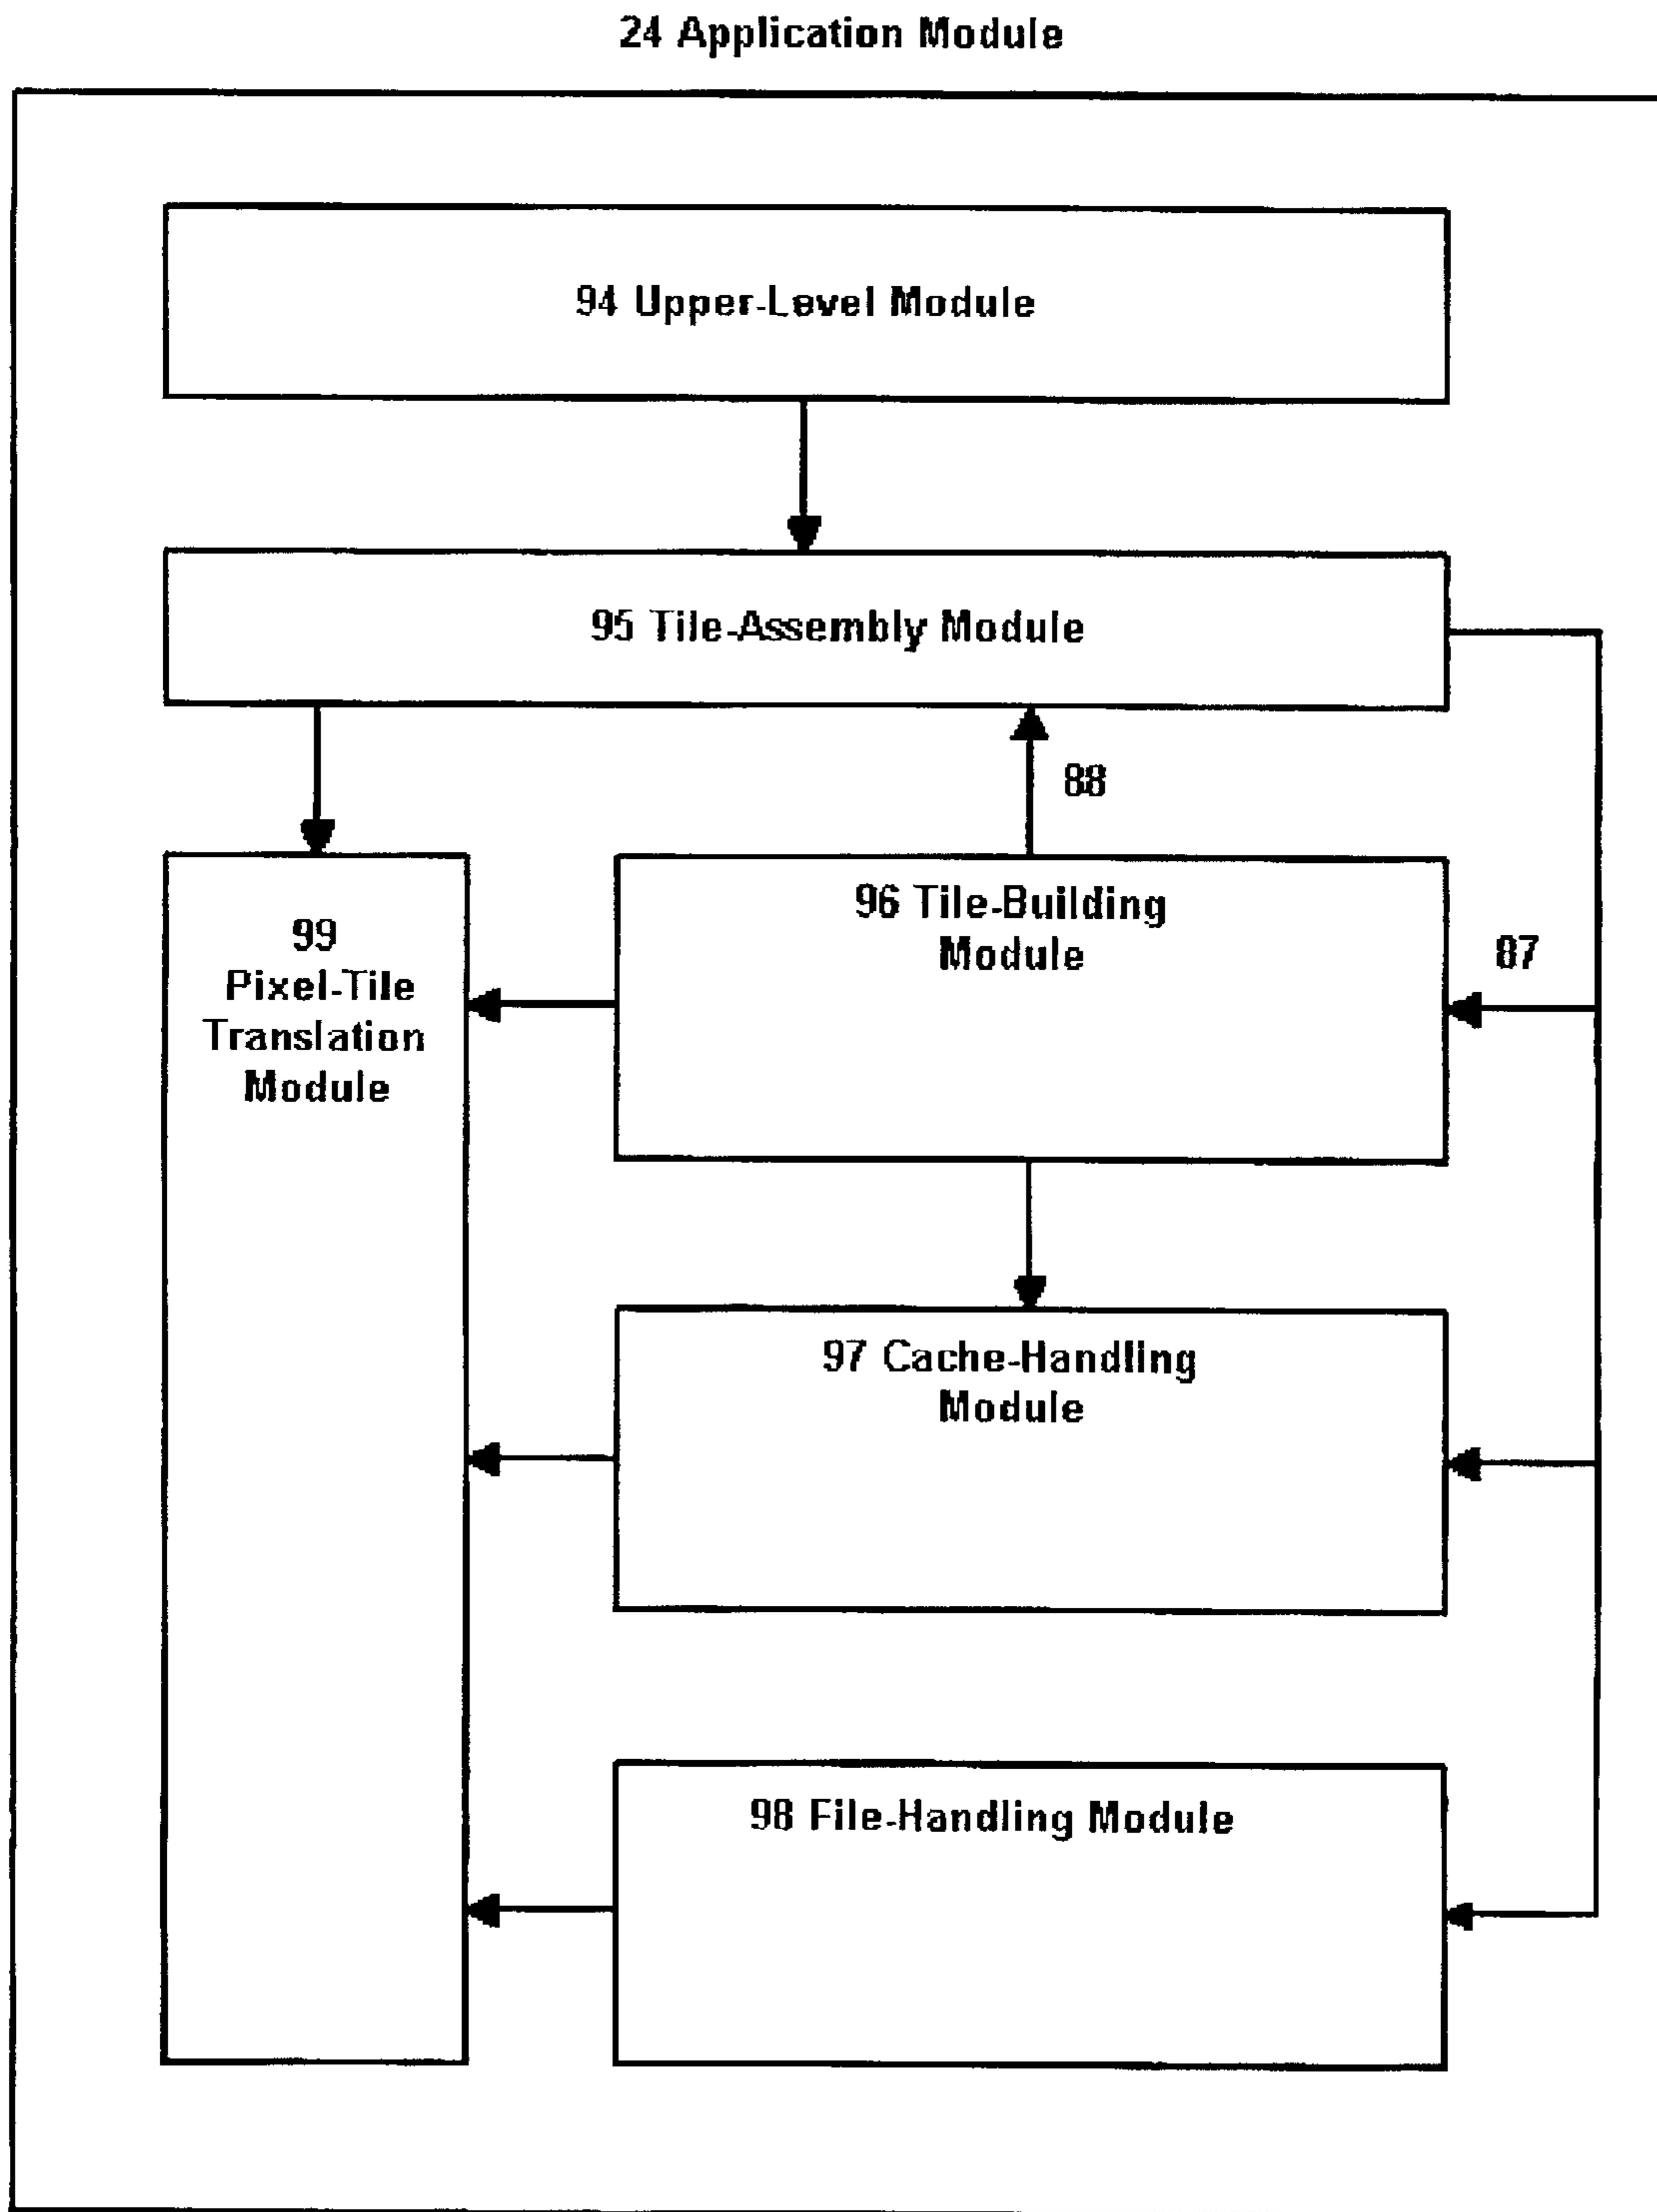 24 Application Module
94 Upper-Level Module
95 Tile-Assembly Module
88
96 Tile-Building
Module
87
99
Pixel-Tile
Translation
Module
97 Cache-Handling
Module
98 File-Handling Module